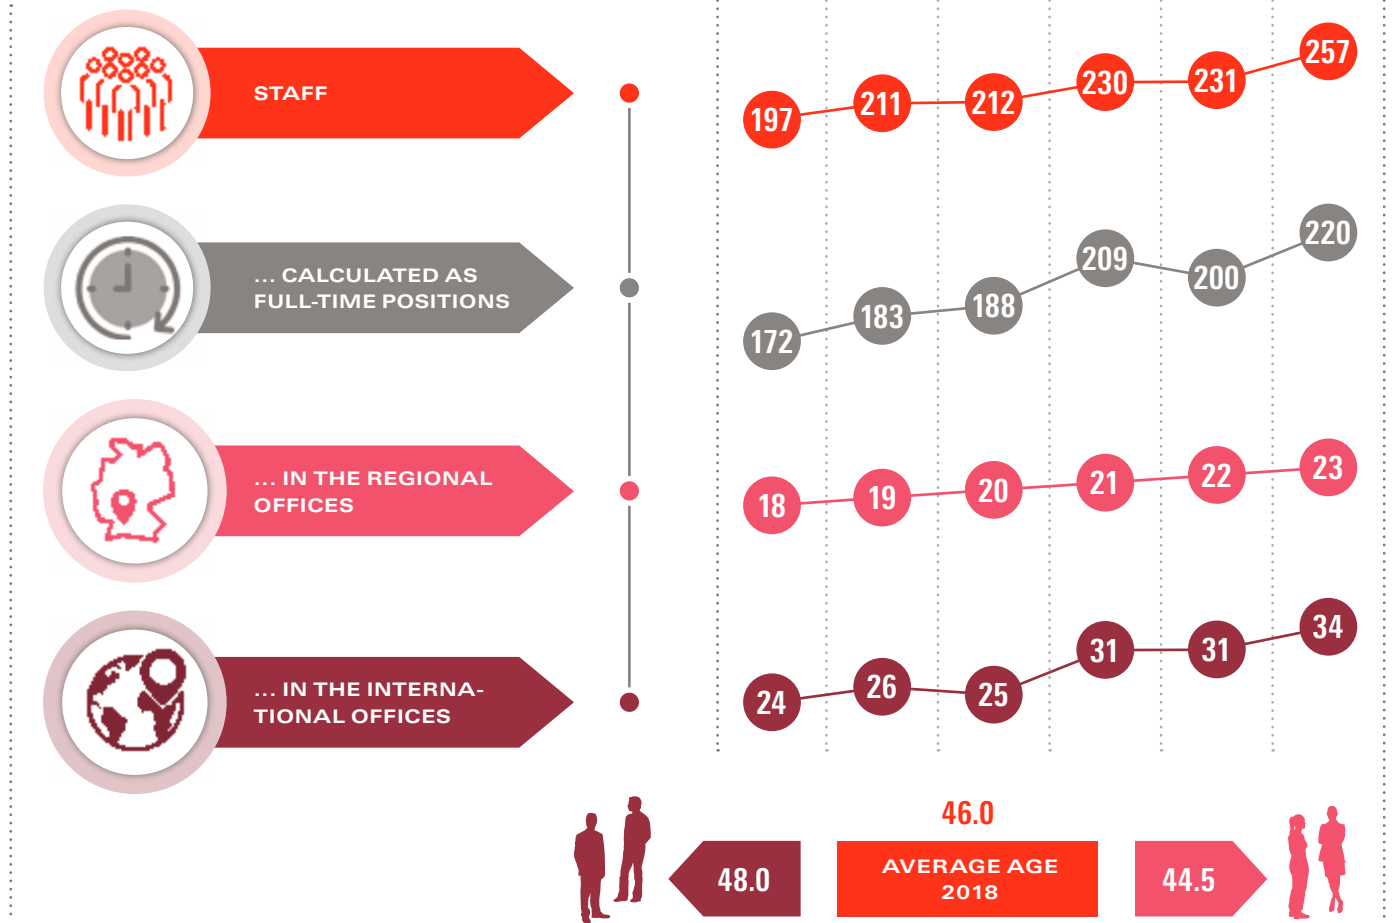 STAFF
197 211 212 230 231 257
... CALCULATED AS
FULL-TIME POSITIONS
172 183 188 209 200 220
... IN THE REGIONAL
OFFICES
18 19 20 21 22 23
... IN THE INTERNA-
TIONAL OFFICES
24 26 25 31 31 34
46.0
48.0
AVERAGE AGE
2018
44.5